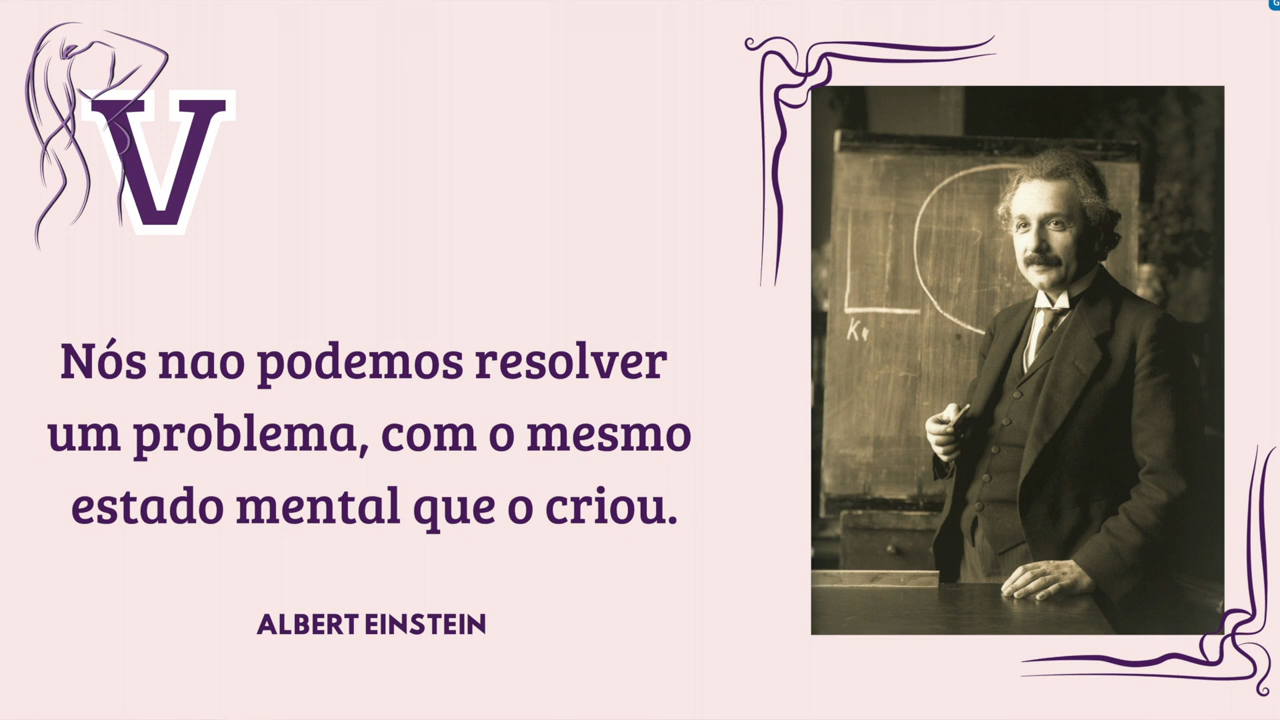 V
Nós nao podemos resolver
um problema, com o mesmo
estado mental que o criou.
ALBERT EINSTEIN
K